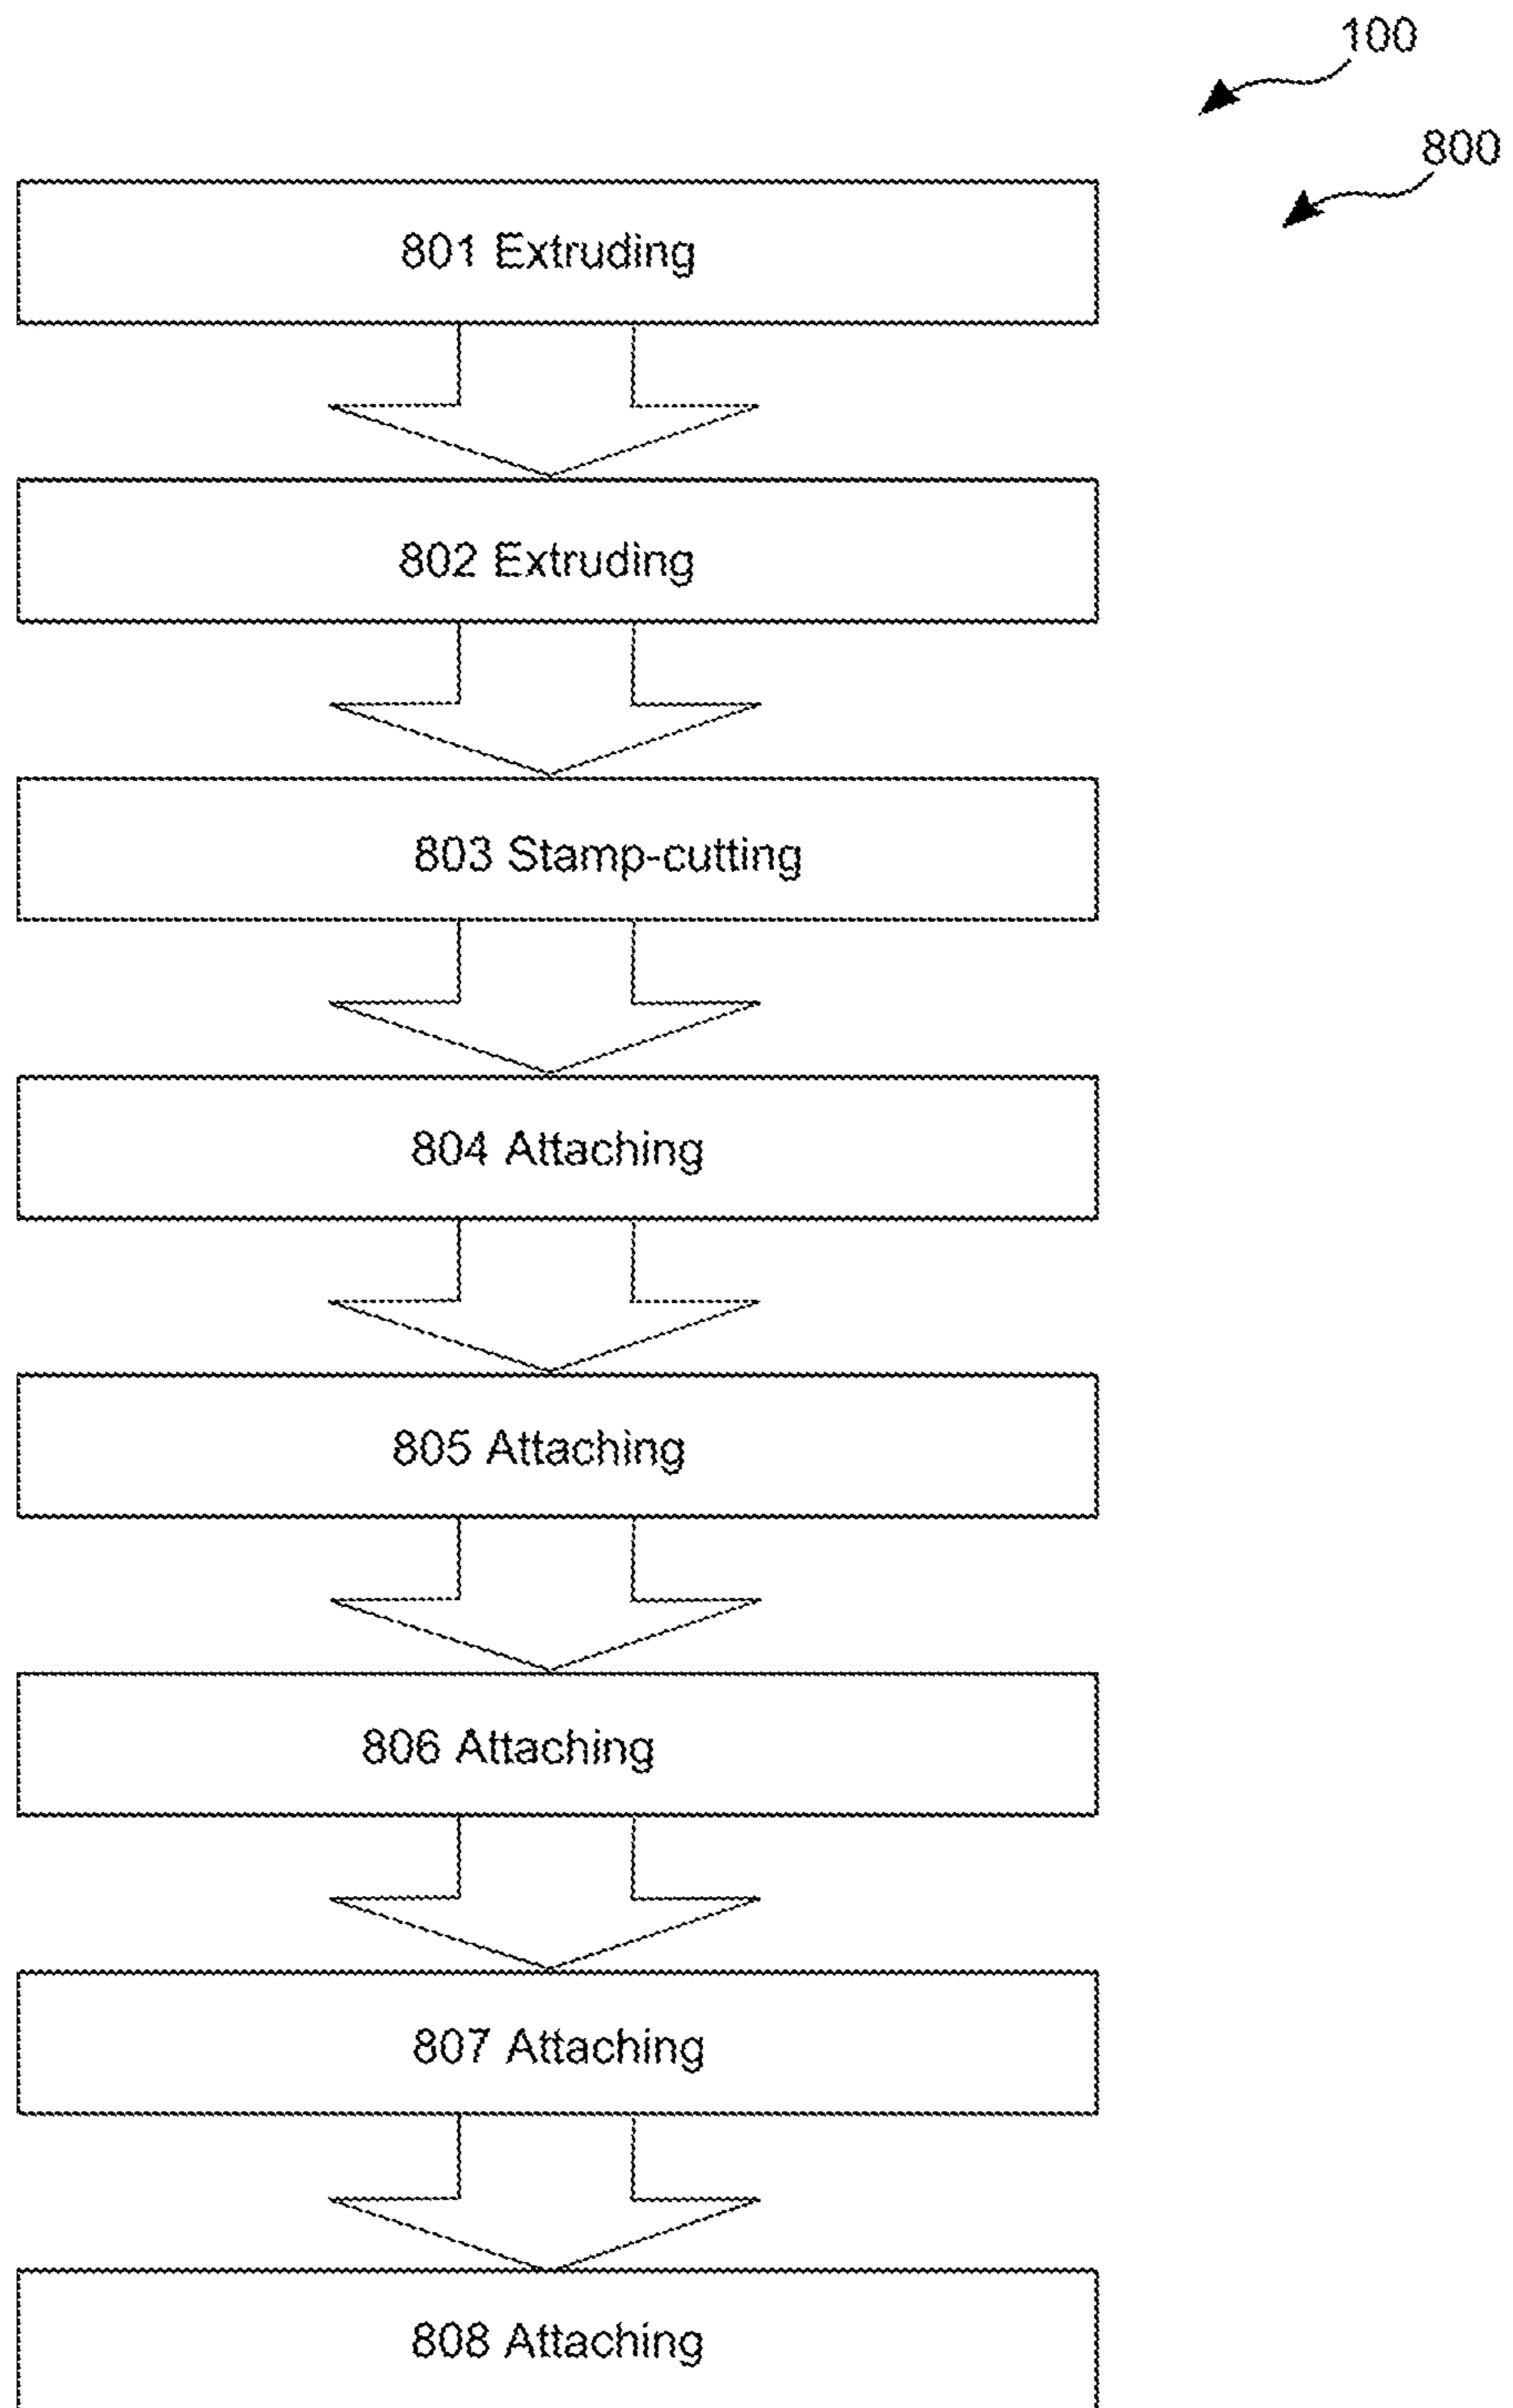 100
800
801 Extruding
802 Extruding
803 Stamp-cutting
804 Attaching
805 Attaching
806 Attaching
807 Attaching
808 Attaching